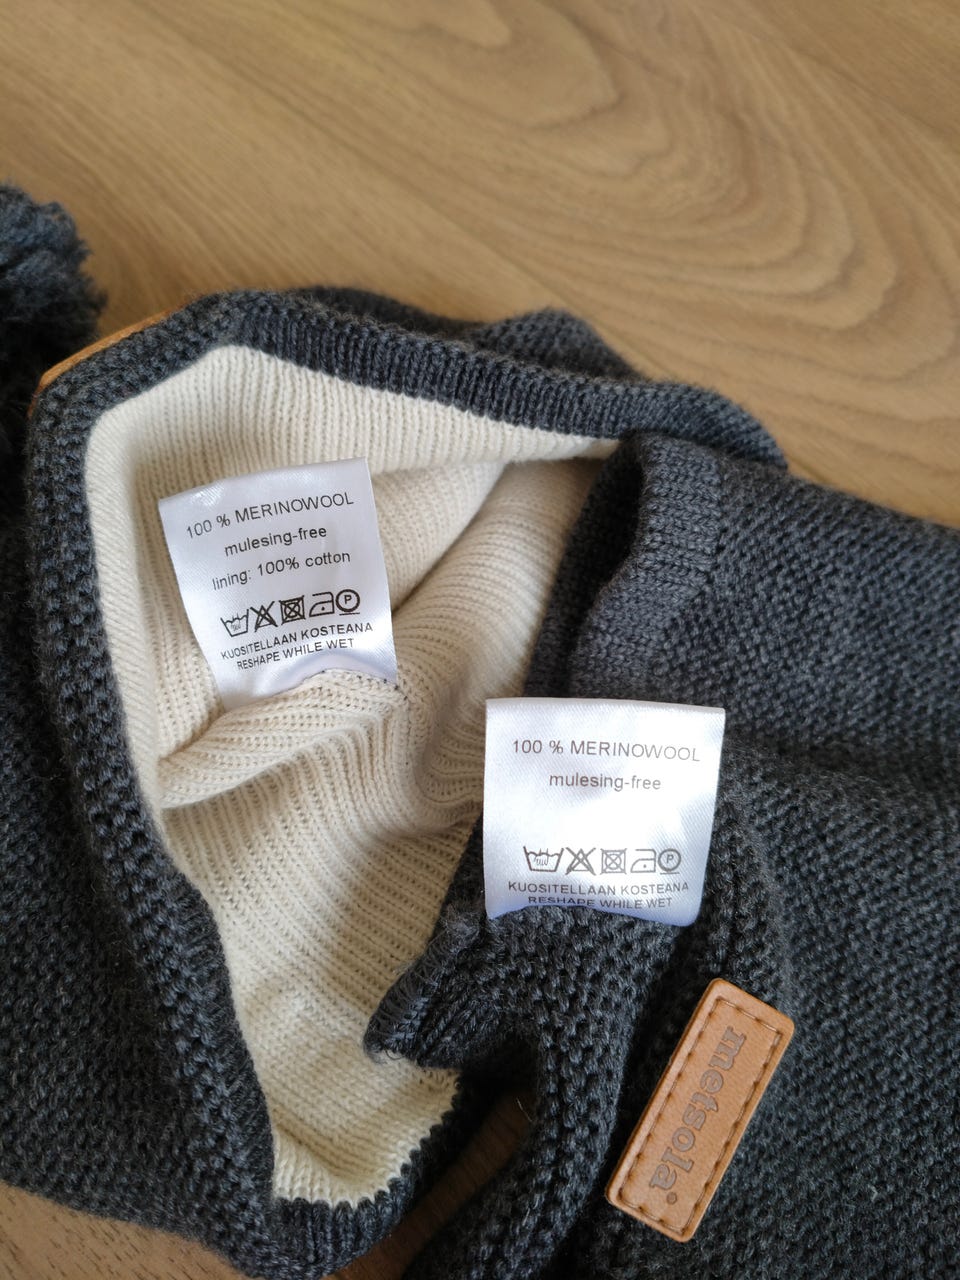 100 % MERINOWOOL
mulesing-free
lining: 100% cotton
P
KUOSITELLAAN KOSTEANA
RESHAPE WHILE WET
100 % MERINOWOOL
mulesing-free
P
KUOSITELLAAN KOSTEANA
RESHAPE WHILE WET
metsola®